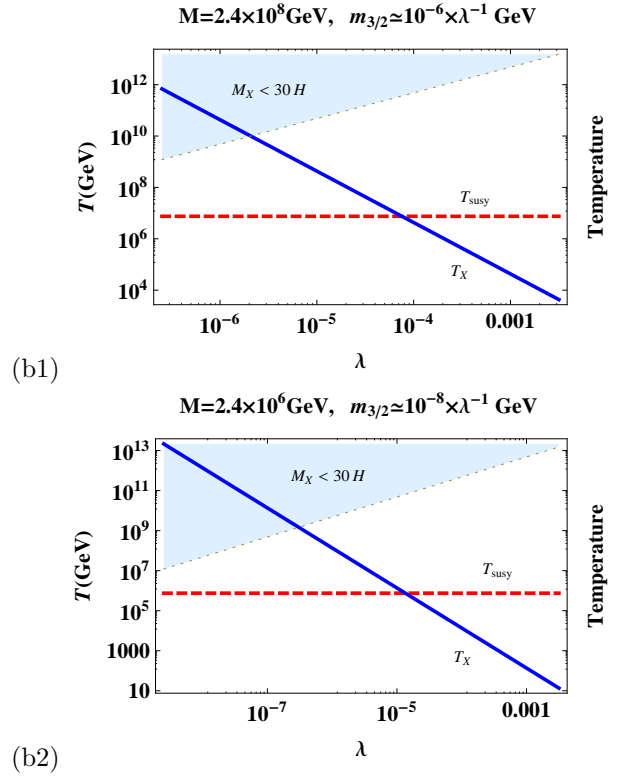 M=2.4×10⁸GeV, m₃/₂≃10⁻⁶×λ⁻¹ GeV
10¹²
10¹⁰
10⁸
10⁶
10⁴
T(GeV)
M_X < 30 H
T_susy
T_X
Temperature
10⁻⁶
10⁻⁵
10⁻⁴
0.001
λ
(b1)
M=2.4×10⁶GeV, m₃/₂≃10⁻⁸×λ⁻¹ GeV
10¹³
10¹¹
10⁹
10⁷
10⁵
1000
10
T(GeV)
M_X < 30 H
T_susy
T_X
Temperature
10⁻⁷
10⁻⁵
0.001
λ
(b2)